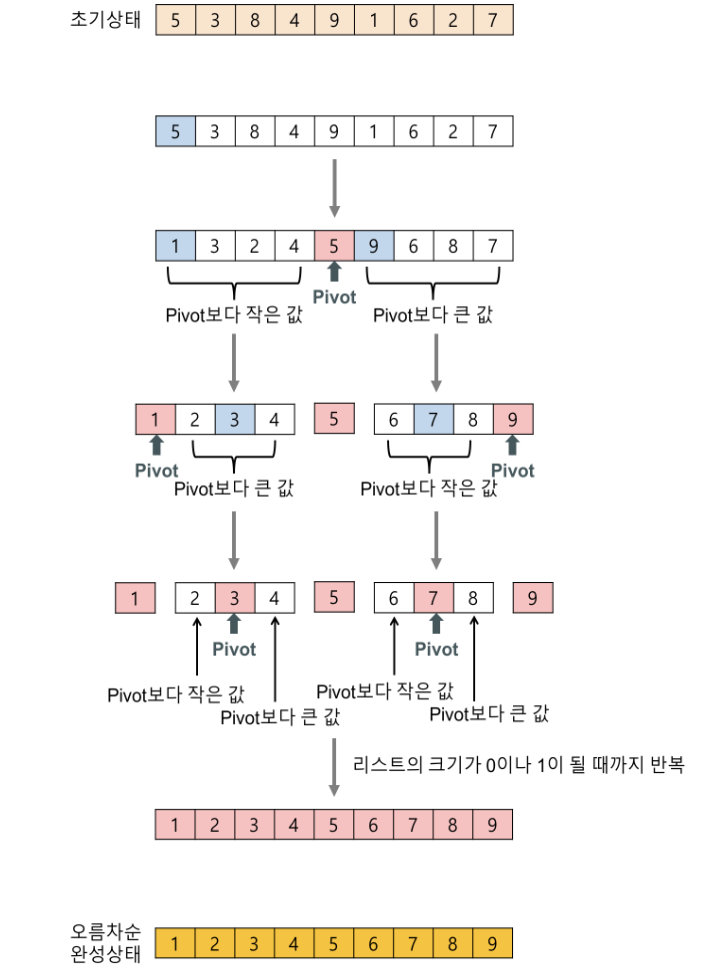 초기상태 5 3 8 4 9 1 6 2 7
5 3 8 4 9 1 6 2 7
1 3 2 4 5 9 6 8 7
Pivot
Pivot보다 작은 값 Pivot보다 큰 값
1 2 3 4 5 6 7 8 9
Pivot Pivot
Pivot보다 큰 값 Pivot보다 작은 값
1 2 3 4 5 6 7 8 9
Pivot Pivot
Pivot보다 작은 값 Pivot보다 작은 값
Pivot보다 큰 값 Pivot보다 큰 값
리스트의 크기가 0이나 1이 될 때까지 반복
1 2 3 4 5 6 7 8 9
오름차순
완성상태 1 2 3 4 5 6 7 8 9